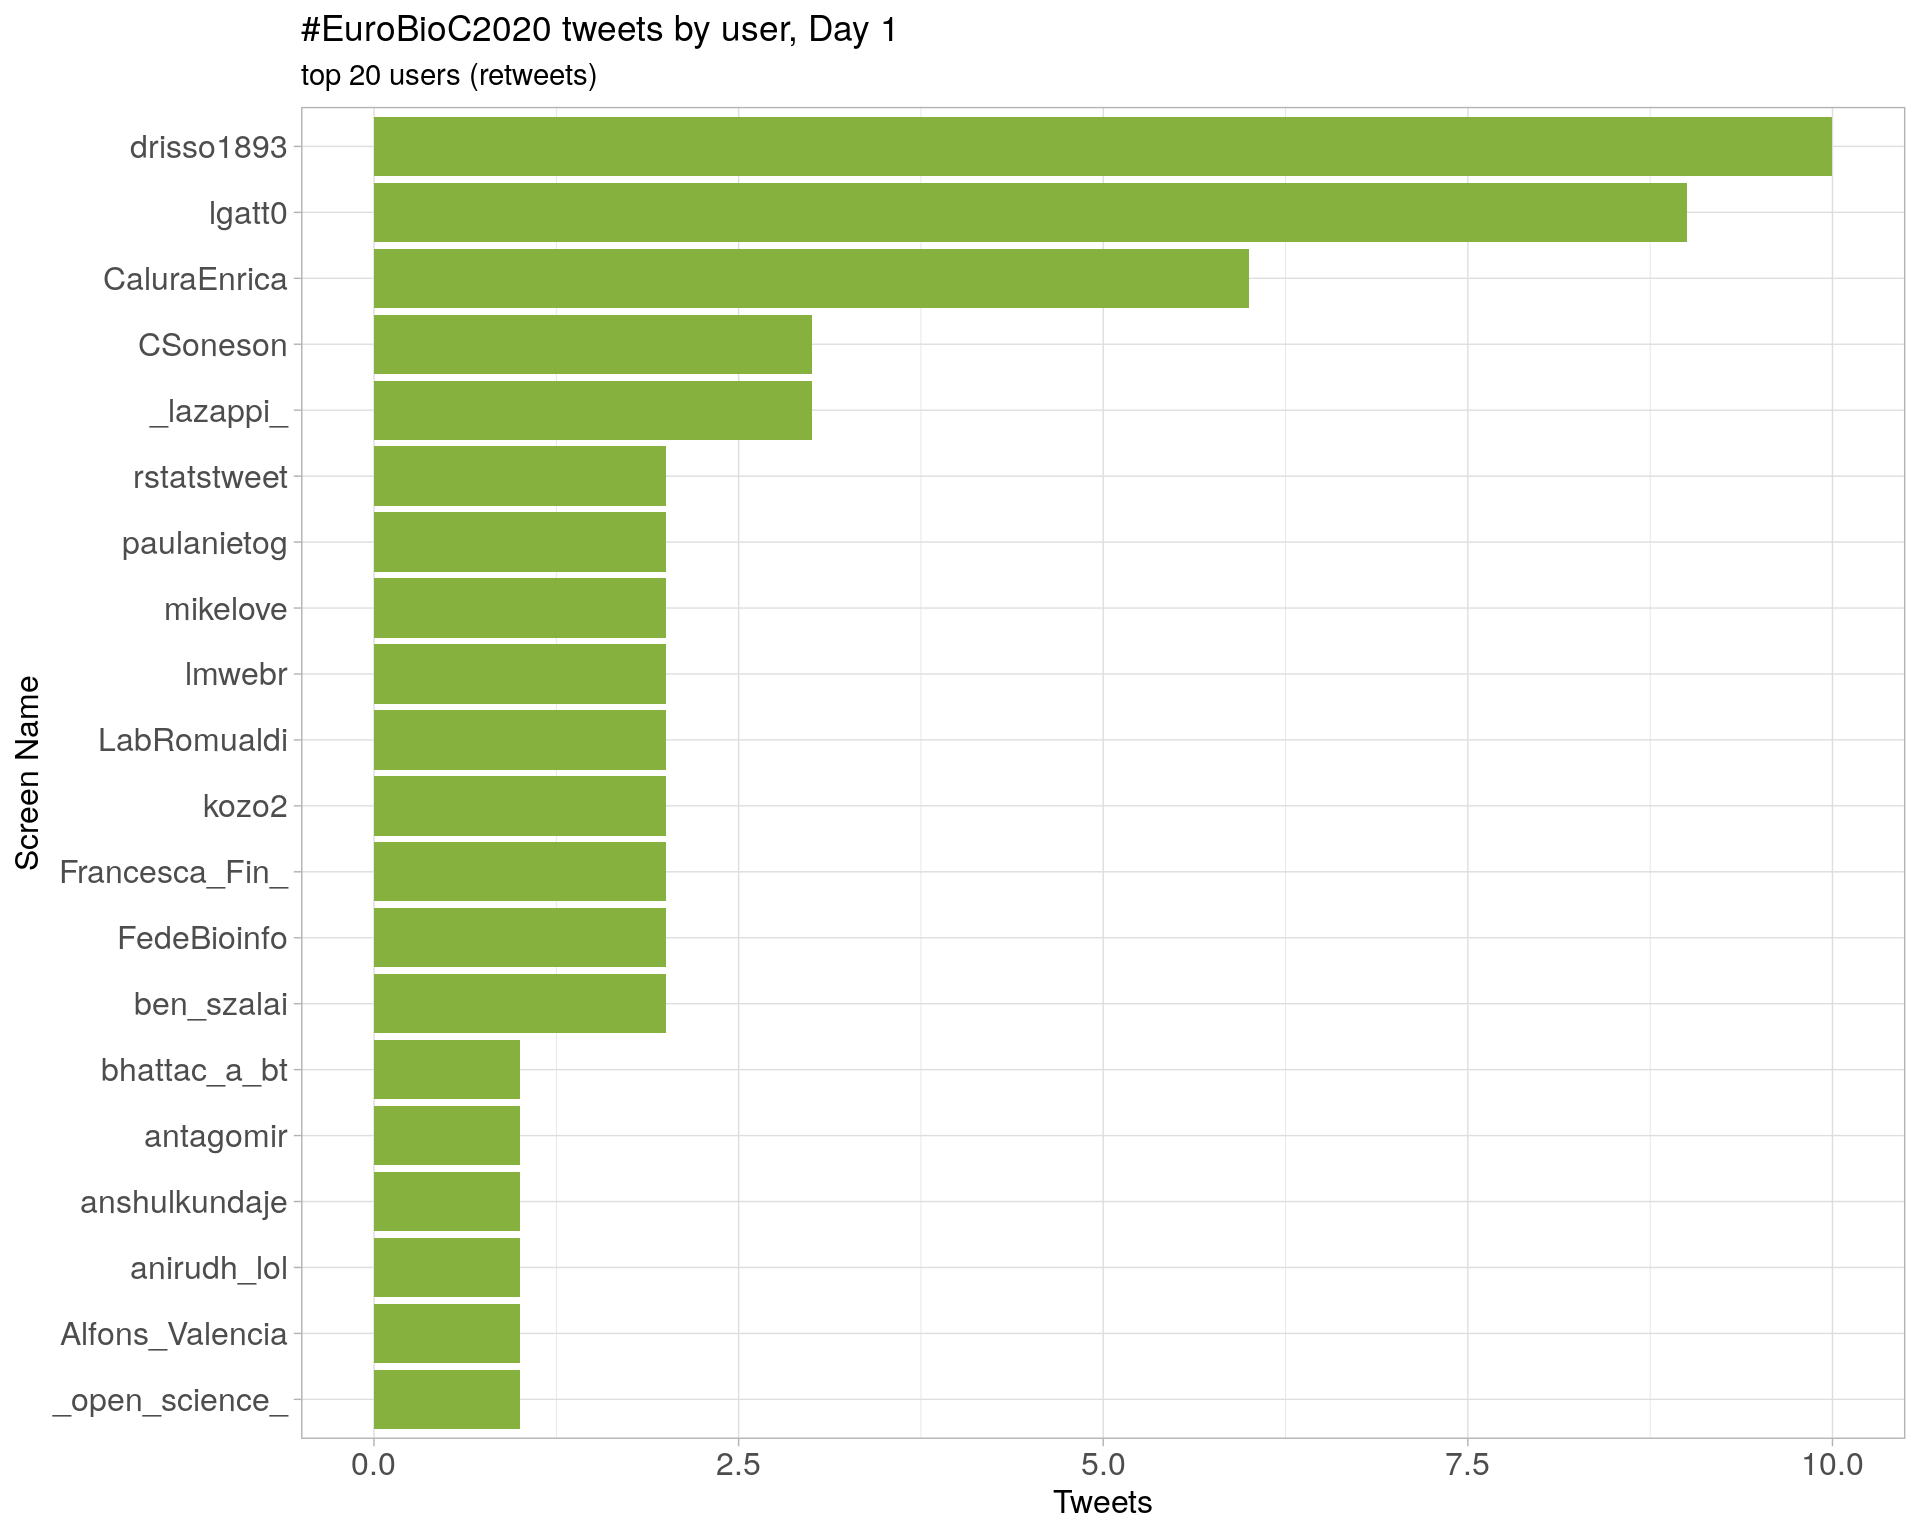 #EuroBioC2020 tweets by user, Day 1
top 20 users (retweets)
drisso1893
lgatt0
CaluraEnrica
CSoneson
_lazappi_
rstatstweet
paulanietog
mikelove
lmwebr
LabRomualdi
kozo2
Francesca_Fin_
FedeBioinfo
ben_szalai
bhattac_a_bt
antagomir
anshulkundaje
anirudh_lol
Alfons_Valencia
_open_science_
Screen Name
0.0 2.5 5.0 7.5 10.0
Tweets